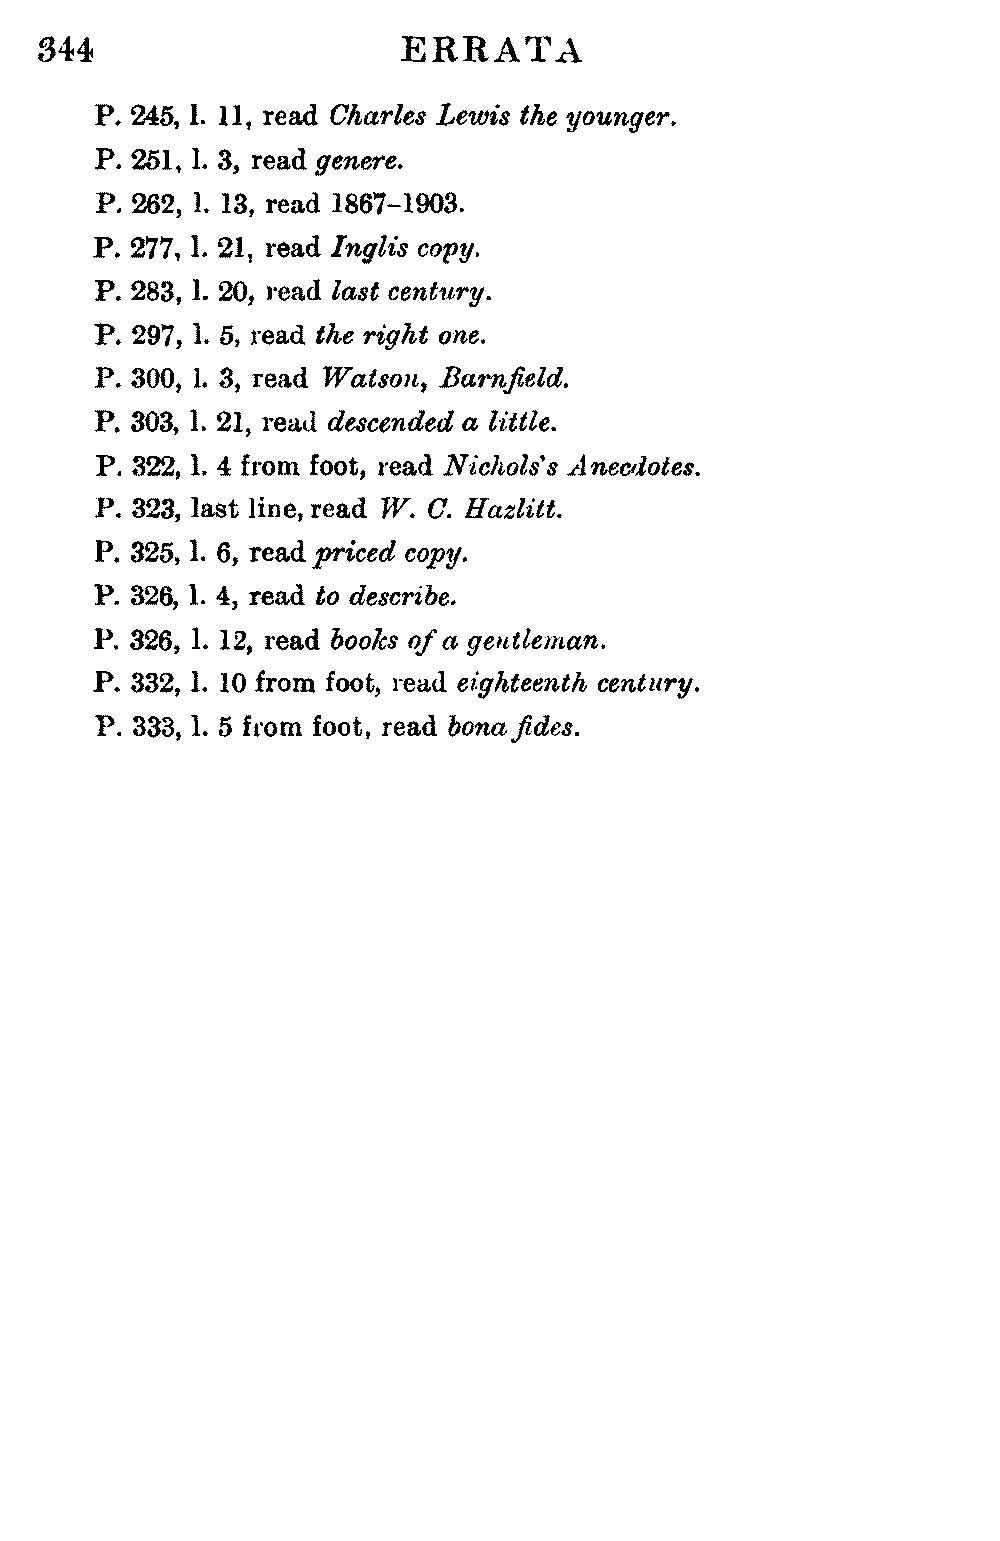 344 ERRATA
P. 245, l. 11, read Charles Lewis the younger.
P. 251, l. 3, read genere.
P. 262, l. 13, read 1867–1903.
P. 277, l. 21, read Inglis copy.
P. 283, l. 20, read last century.
P. 297, l. 5, read the right one.
P. 300, l. 3, read Watson, Barnfield.
P. 303, l. 21, read descended a little.
P. 322, l. 4 from foot, read Nichols's Anecdotes.
P. 323, last line, read W. C. Hazlitt.
P. 325, l. 6, read priced copy.
P. 326, l. 4, read to describe.
P. 326, l. 12, read books of a gentleman.
P. 332, l. 10 from foot, read eighteenth century.
P. 333, l. 5 from foot, read bona fides.